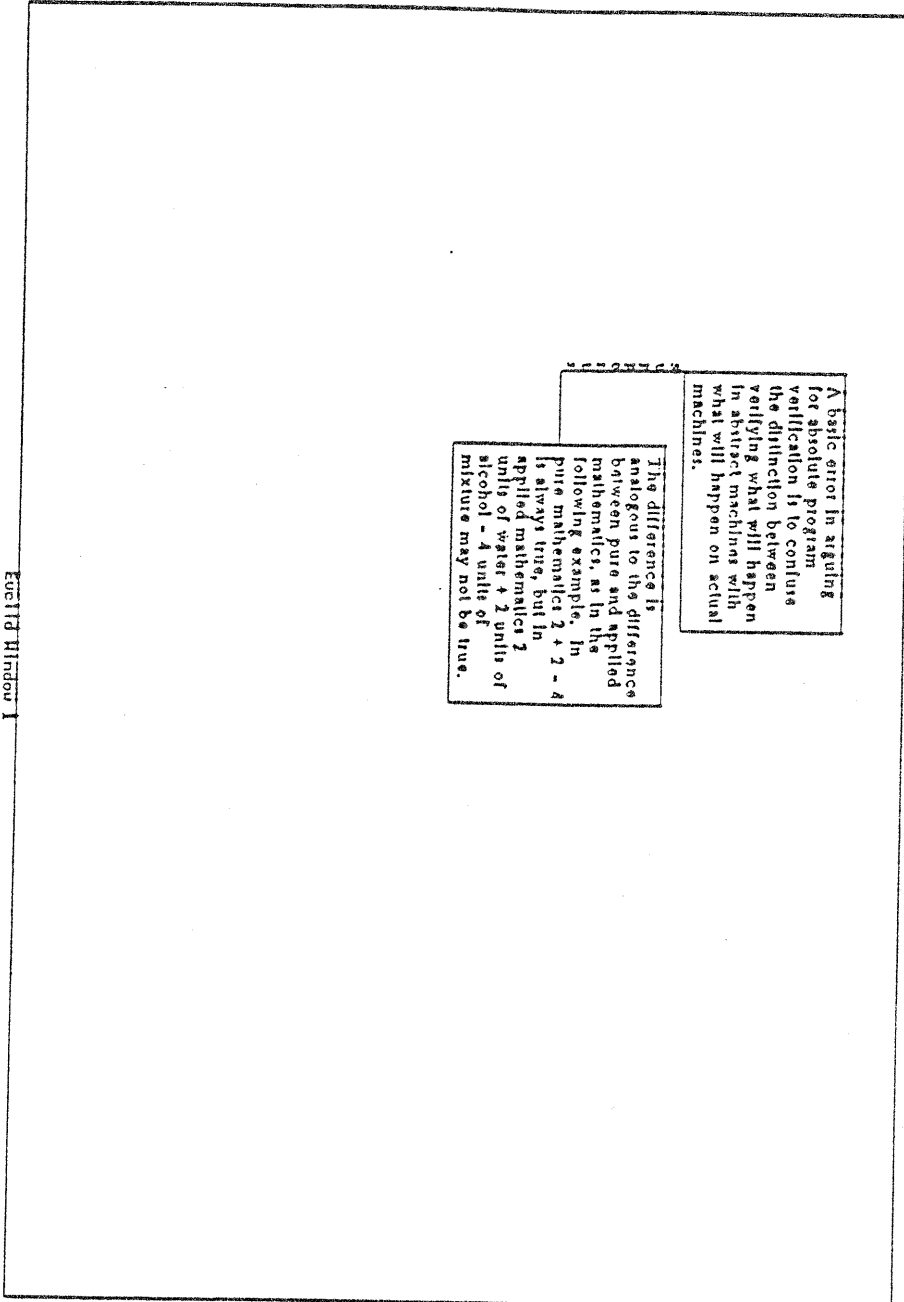 A basic error in arguing
for absolute program
verification is to confuse
the distinction between
verifying what will happen
in abstract machines with
what will happen on actual
machines.
The difference is
analogous to the difference
between pure and applied
mathematics, as in the
following example. In
pure mathematics 2 + 2 = 4
is always true, but in
applied mathematics 2
units of water + 2 units of
alcohol = 4 units of
mixture may not be true.
Euclid Window 1